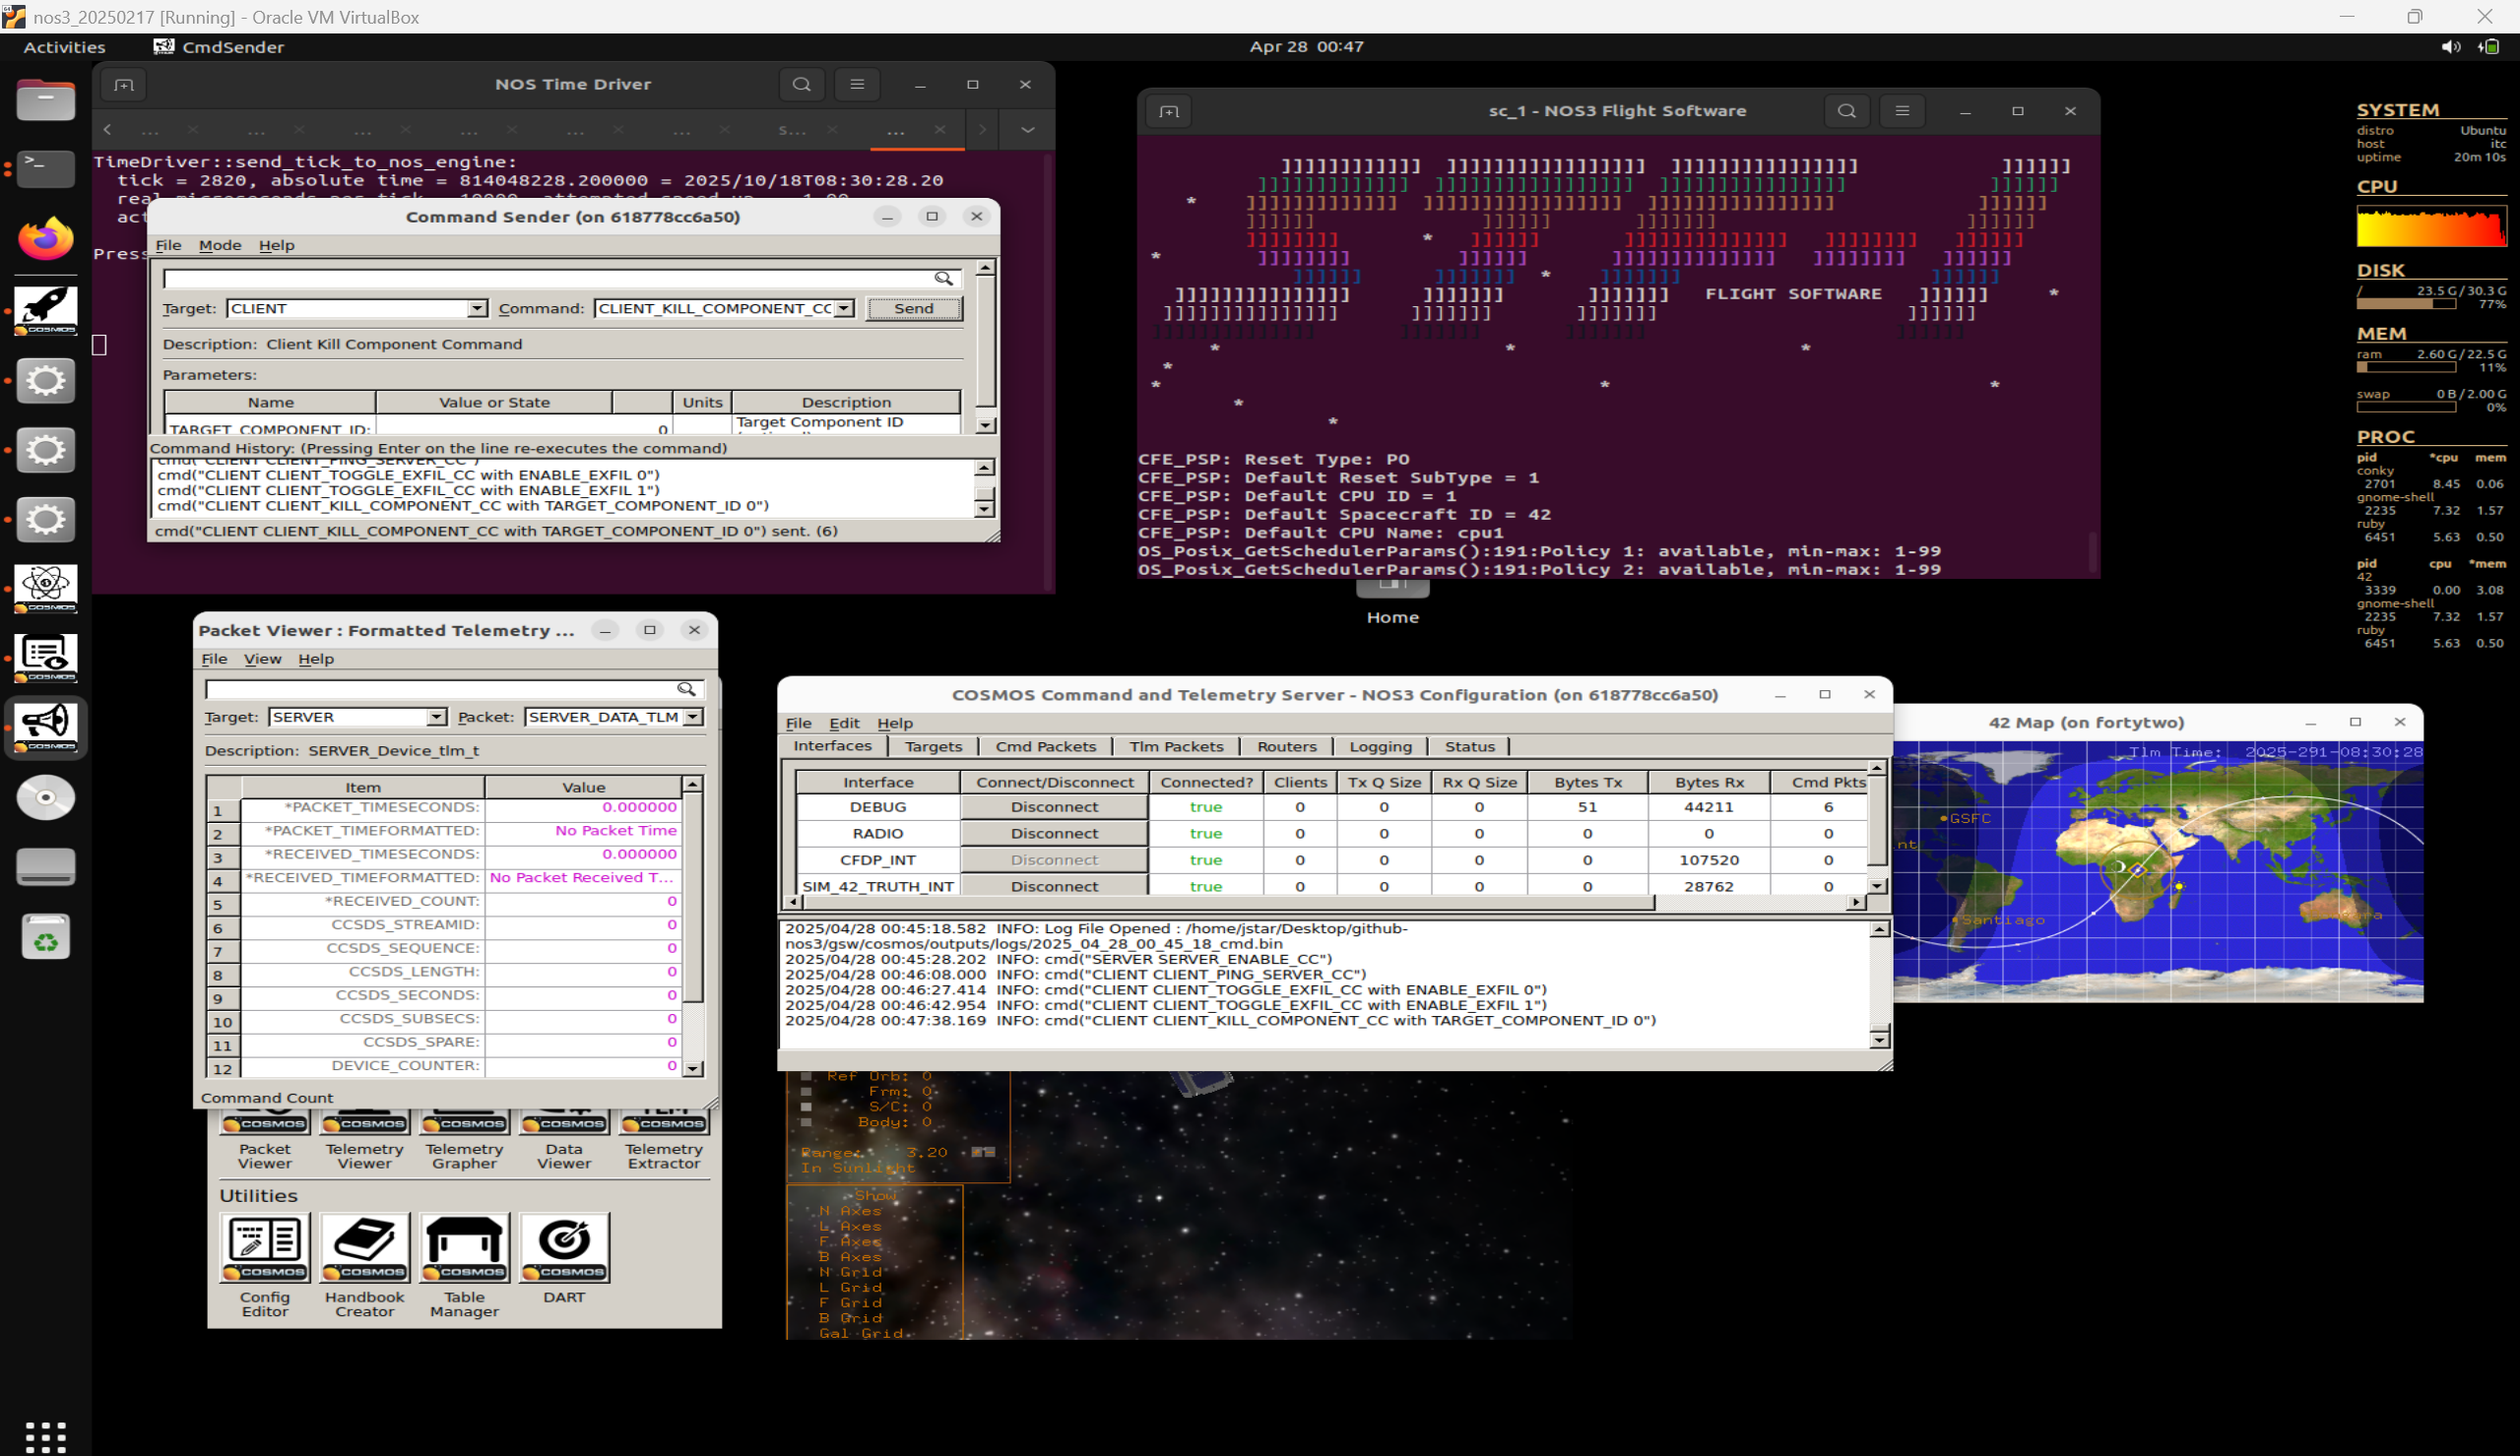 nos3_20250217 [Running] - Oracle VM VirtualBox
Activities
CmdSender
Apr 28 00:47
NOS Time Driver
TimeDriver::send_tick_to_nos_engine:
tick = 2820, absolute time = 814048228.200000 = 2025/10/18T08:30:28.20
Press
Command Sender (on 618778cc6a50)
File Mode Help
Target: CLIENT Command: CLIENT_KILL_COMPONENT_CC Send
Description: Client Kill Component Command
Parameters:
Name Value or State Units Description
TARGET_COMPONENT_ID: 0 Target Component ID
Command History: (Pressing Enter on the line re-executes the command)
cmd("CLIENT CLIENT_PING_SERVER_CC")
cmd("CLIENT CLIENT_TOGGLE_EXFIL_CC with ENABLE_EXFIL 0")
cmd("CLIENT CLIENT_TOGGLE_EXFIL_CC with ENABLE_EXFIL 1")
cmd("CLIENT CLIENT_KILL_COMPONENT_CC with TARGET_COMPONENT_ID 0")
cmd("CLIENT CLIENT_KILL_COMPONENT_CC with TARGET_COMPONENT_ID 0") sent. (6)
sc_1 - NOS3 Flight Software
FLIGHT SOFTWARE
CFE_PSP: Reset Type: PO
CFE_PSP: Default Reset SubType = 1
CFE_PSP: Default CPU ID = 1
CFE_PSP: Default Spacecraft ID = 42
CFE_PSP: Default CPU Name: cpu1
OS_Posix_GetSchedulerParams():191:Policy 1: available, min-max: 1-99
OS_Posix_GetSchedulerParams():191:Policy 2: available, min-max: 1-99
Home
SYSTEM
distro Ubuntu
host itc
uptime 20m 10s
CPU
DISK
/ 23.5 G / 30.3 G
77%
MEM
ram 2.60 G / 22.5 G
11%
swap 0 B / 2.00 G
0%
PROC
pid *cpu mem
conky
2701 8.45 0.06
gnome-shell
2235 7.32 1.57
ruby
6451 5.63 0.50
pid cpu *mem
42
3339 0.00 3.08
gnome-shell
2235 7.32 1.57
ruby
6451 5.63 0.50
Packet Viewer : Formatted Telemetry ...
File View Help
Target: SERVER Packet: SERVER_DATA_TLM
Description: SERVER_Device_tlm_t
Item Value
1 *PACKET_TIMESECONDS: 0.000000
2 *PACKET_TIMEFORMATTED: No Packet Time
3 *RECEIVED_TIMESECONDS: 0.000000
4 *RECEIVED_TIMEFORMATTED: No Packet Received T...
5 *RECEIVED_COUNT: 0
6 CCSDS_STREAMID: 0
7 CCSDS_SEQUENCE: 0
8 CCSDS_LENGTH: 0
9 CCSDS_SECONDS: 0
10 CCSDS_SUBSECS: 0
11 CCSDS_SPARE: 0
12 DEVICE_COUNTER: 0
Command Count
COSMOS COSMOS COSMOS COSMOS COSMOS
Packet Viewer
Telemetry Viewer
Telemetry Grapher
Data Viewer
Telemetry Extractor
Utilities
COSMOS COSMOS COSMOS COSMOS
Config Editor
Handbook Creator
Table Manager
DART
COSMOS Command and Telemetry Server - NOS3 Configuration (on 618778cc6a50)
File Edit Help
Interfaces Targets Cmd Packets Tlm Packets Routers Logging Status
Interface Connect/Disconnect Connected? Clients Tx Q Size Rx Q Size Bytes Tx Bytes Rx Cmd Pkts
DEBUG Disconnect true 0 0 0 51 44211 6
RADIO Disconnect true 0 0 0 0 0 0
CFDP_INT Disconnect true 0 0 0 0 107520 0
SIM_42_TRUTH_INT Disconnect true 0 0 0 0 28762 0
2025/04/28 00:45:18.582 INFO: Log File Opened : /home/jstar/Desktop/github-
nos3/gsw/cosmos/outputs/logs/2025_04_28_00_45_18_cmd.bin
2025/04/28 00:45:28.202 INFO: cmd("SERVER SERVER_ENABLE_CC")
2025/04/28 00:46:08.000 INFO: cmd("CLIENT CLIENT_PING_SERVER_CC")
2025/04/28 00:46:27.414 INFO: cmd("CLIENT CLIENT_TOGGLE_EXFIL_CC with ENABLE_EXFIL 0")
2025/04/28 00:46:42.954 INFO: cmd("CLIENT CLIENT_TOGGLE_EXFIL_CC with ENABLE_EXFIL 1")
2025/04/28 00:47:38.169 INFO: cmd("CLIENT CLIENT_KILL_COMPONENT_CC with TARGET_COMPONENT_ID 0")
42 Map (on fortytwo)
Tlm Time: 2025-291-08:30:28
GSFC
Santiago
Ref Orb: 0
Frm: 0
S/C: 0
Body: 0
Range: 3.20
In Sunlight
Show
N Axes
L Axes
F Axes
B Axes
N Grid
L Grid
F Grid
B Grid
Gal Grid